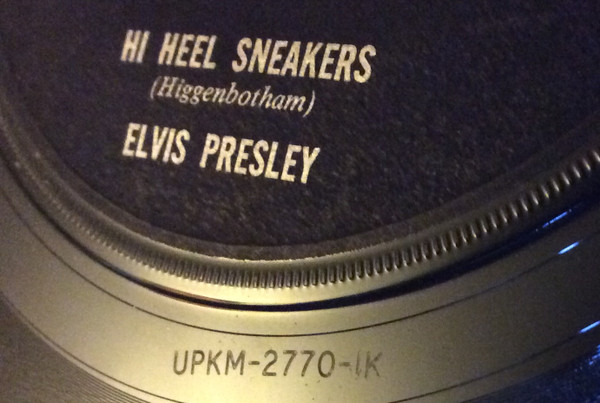 HI HEEL SNEAKERS
(Higgenbotham)
ELVIS PRESLEY
UPKM-2770-1K